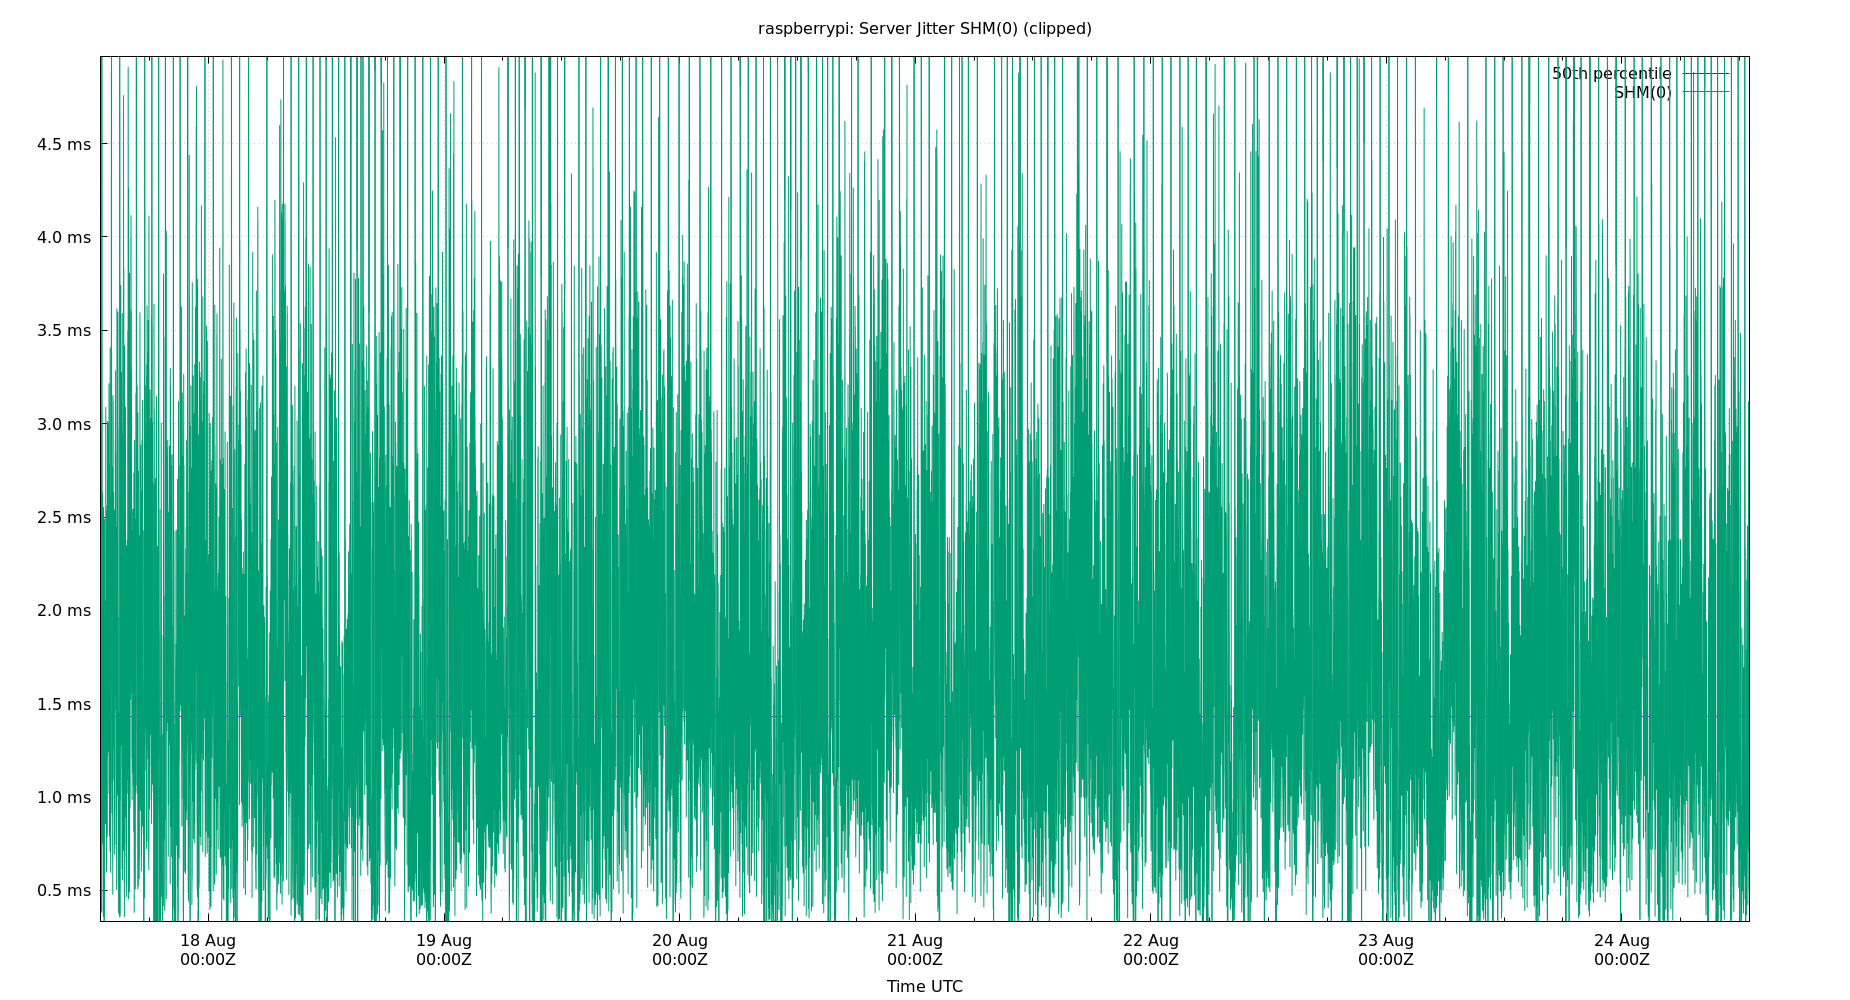 raspberrypi: Server Jitter SHM(0) (clipped)
50th percentile
SHM(0)
4.5 ms
4.0 ms
3.5 ms
3.0 ms
2.5 ms
2.0 ms
1.5 ms
1.0 ms
0.5 ms
18 Aug 19 Aug 20 Aug 21 Aug 22 Aug 23 Aug 24 Aug
00:00Z 00:00Z 00:00Z 00:00Z 00:00Z 00:00Z 00:00Z
Time UTC